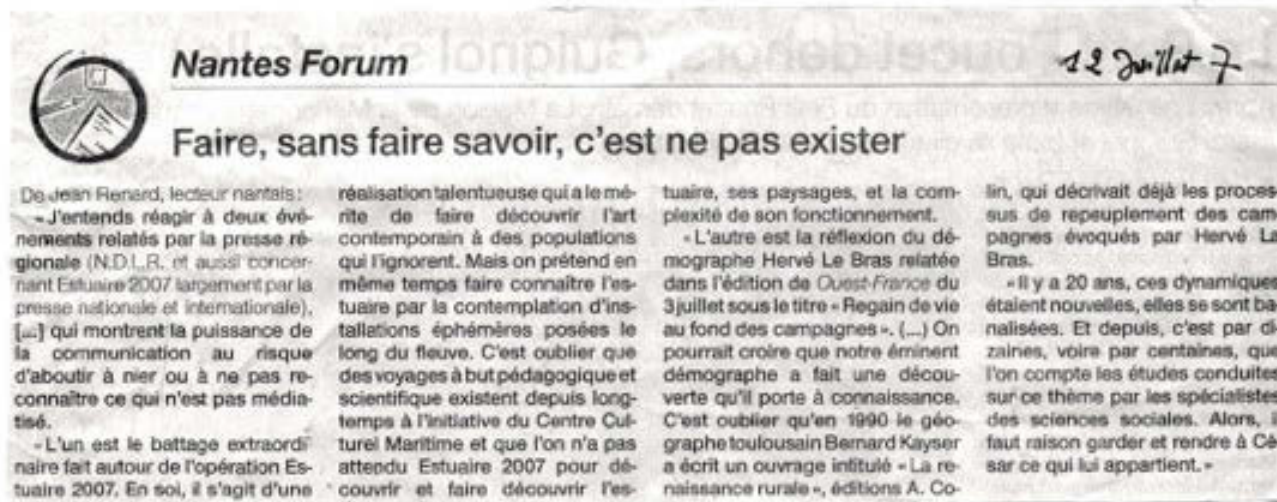 Nantes Forum
12 Juillet 7
Faire, sans faire savoir, c'est ne pas exister
De Jean Renard, lecteur nantais :
« J'entends réagir à deux évé-
nements relatés par la presse ré-
gionale (N.D.L.R. et aussi concer-
nant Estuaire 2007 largement par la
presse nationale et internationale),
[...] qui montrent la puissance de
la communication au risque
d'aboutir à nier ou à ne pas re-
connaître ce qui n'est pas média-
tisé.
« L'un est le battage extraordi
naire fait autour de l'opération Es-
tuaire 2007. En soi, il s'agit d'une
réalisation talentueuse qui a le mé-
rite de faire découvrir l'art
contemporain à des populations
qui l'ignorent. Mais on prétend en
même temps faire connaître l'es-
tuaire par la contemplation d'ins-
tallations éphémères posées le
long du fleuve. C'est oublier que
des voyages à but pédagogique et
scientifique existent depuis long-
temps à l'initiative du Centre Cul-
turel Maritime et que l'on n'a pas
attendu Estuaire 2007 pour dé-
couvrir et faire découvrir l'es-
tuaire, ses paysages, et la com-
plexité de son fonctionnement.
« L'autre est la réflexion du dé-
mographe Hervé Le Bras relatée
dans l'édition de Ouest-France du
3 juillet sous le titre « Regain de vie
au fond des campagnes ». (...) On
pourrait croire que notre éminent
démographe a fait une décou-
verte qu'il porte à connaissance.
C'est oublier qu'en 1990 le géo-
graphe toulousain Bernard Kayser
a écrit un ouvrage intitulé « La re-
naissance rurale », éditions A. Co-
lin, qui décrivait déjà les proces-
sus de repeuplement des cam
pagnes évoqués par Hervé Le
Bras.
« Il y a 20 ans, ces dynamiques
étaient nouvelles, elles se sont ba
nalisées. Et depuis, c'est par di
zaines, voire par centaines, que
l'on compte les études conduites
sur ce thème par les spécialistes
des sciences sociales. Alors, il
faut raison garder et rendre à Cé
sar ce qui lui appartient. »